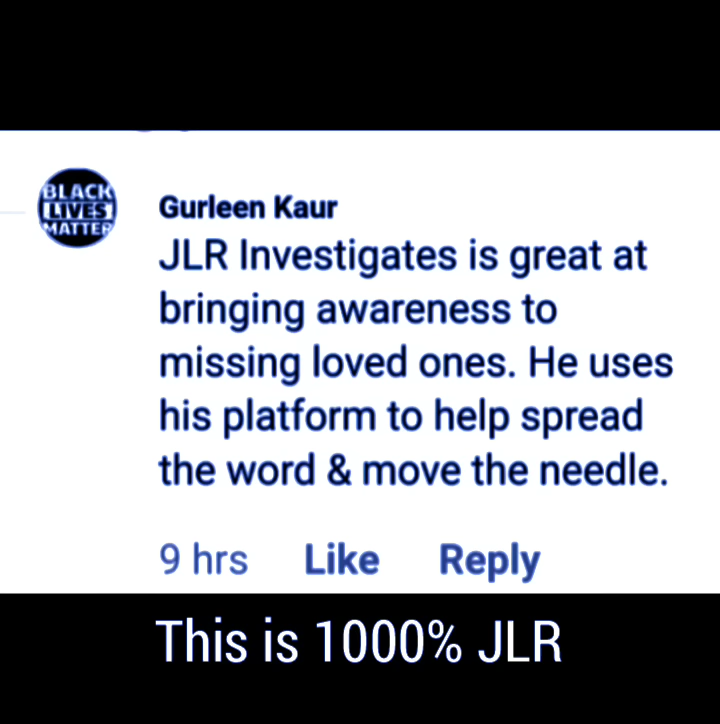 BLACK
LIVES
MATTER
Gurleen Kaur
JLR Investigates is great at
bringing awareness to
missing loved ones. He uses
his platform to help spread
the word & move the needle.
9 hrs Like Reply
This is 1000% JLR